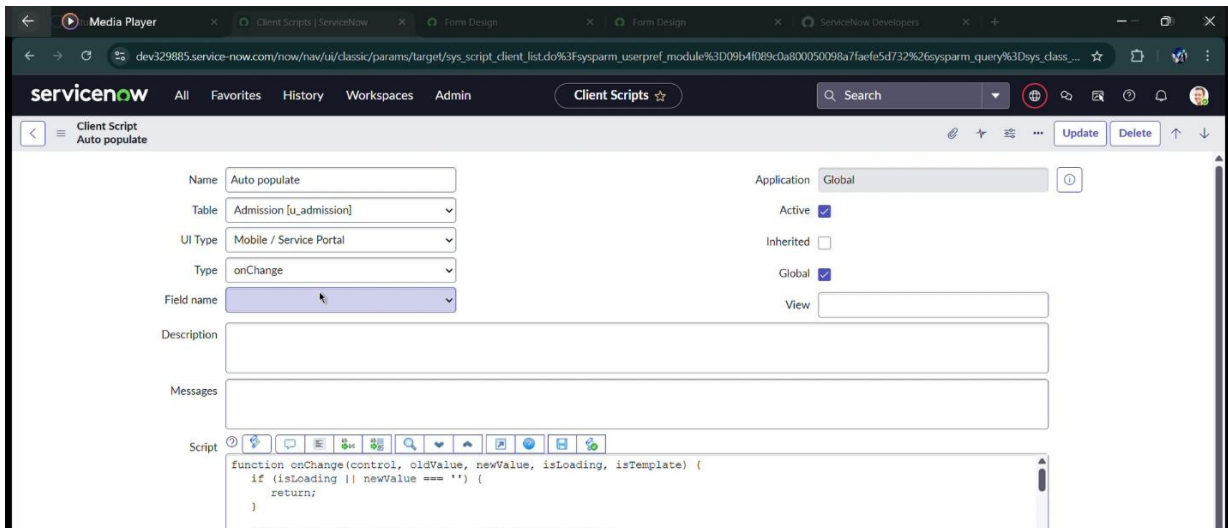 Media Player
Client Scripts | ServiceNow
Form Design
Form Design
ServiceNow Developers
dev329885.service-now.com/now/nav/ui/classic/params/target/sys_script_client_list.do%3Fsysparm_userpref_module%3D09b4f089c0a800050098a7faefe5d732%26sysparm_query%3Dsys_class_...
servicenow All Favorites History Workspaces Admin Client Scripts Search
Client Script
Auto populate
Update Delete
Name Auto populate
Application Global
Table Admission [u_admission]
Active
UI Type Mobile / Service Portal
Inherited
Type onChange
Global
Field name
View
Description
Messages
Script
function onChange(control, oldValue, newValue, isLoading, isTemplate) {
if (isLoading || newValue === '') {
return;
}